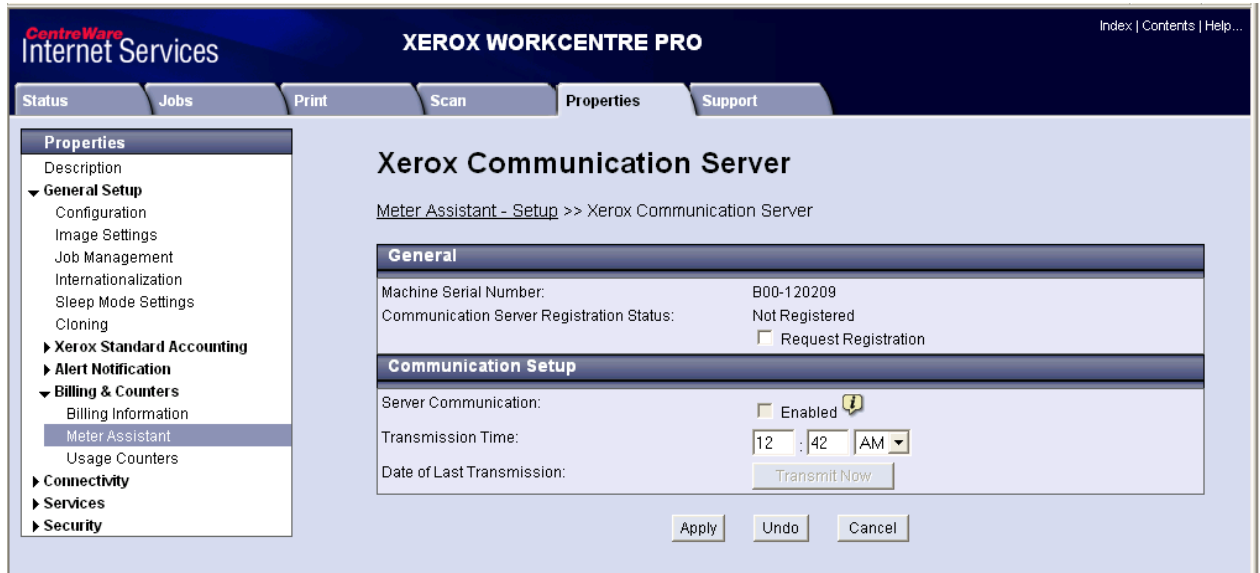 CentreWare
Internet Services
XEROX WORKCENTRE PRO
Index | Contents | Help...
Status Jobs Print Scan Properties Support
Properties
Description
General Setup
Configuration
Image Settings
Job Management
Internationalization
Sleep Mode Settings
Cloning
Xerox Standard Accounting
Alert Notification
Billing & Counters
Billing Information
Meter Assistant
Usage Counters
Connectivity
Services
Security
Xerox Communication Server
Meter Assistant - Setup >> Xerox Communication Server
General
Machine Serial Number: B00-120209
Communication Server Registration Status: Not Registered
Request Registration
Communication Setup
Server Communication: Enabled i
Transmission Time: 12 : 42 AM
Date of Last Transmission: Transmit Now
Apply Undo Cancel